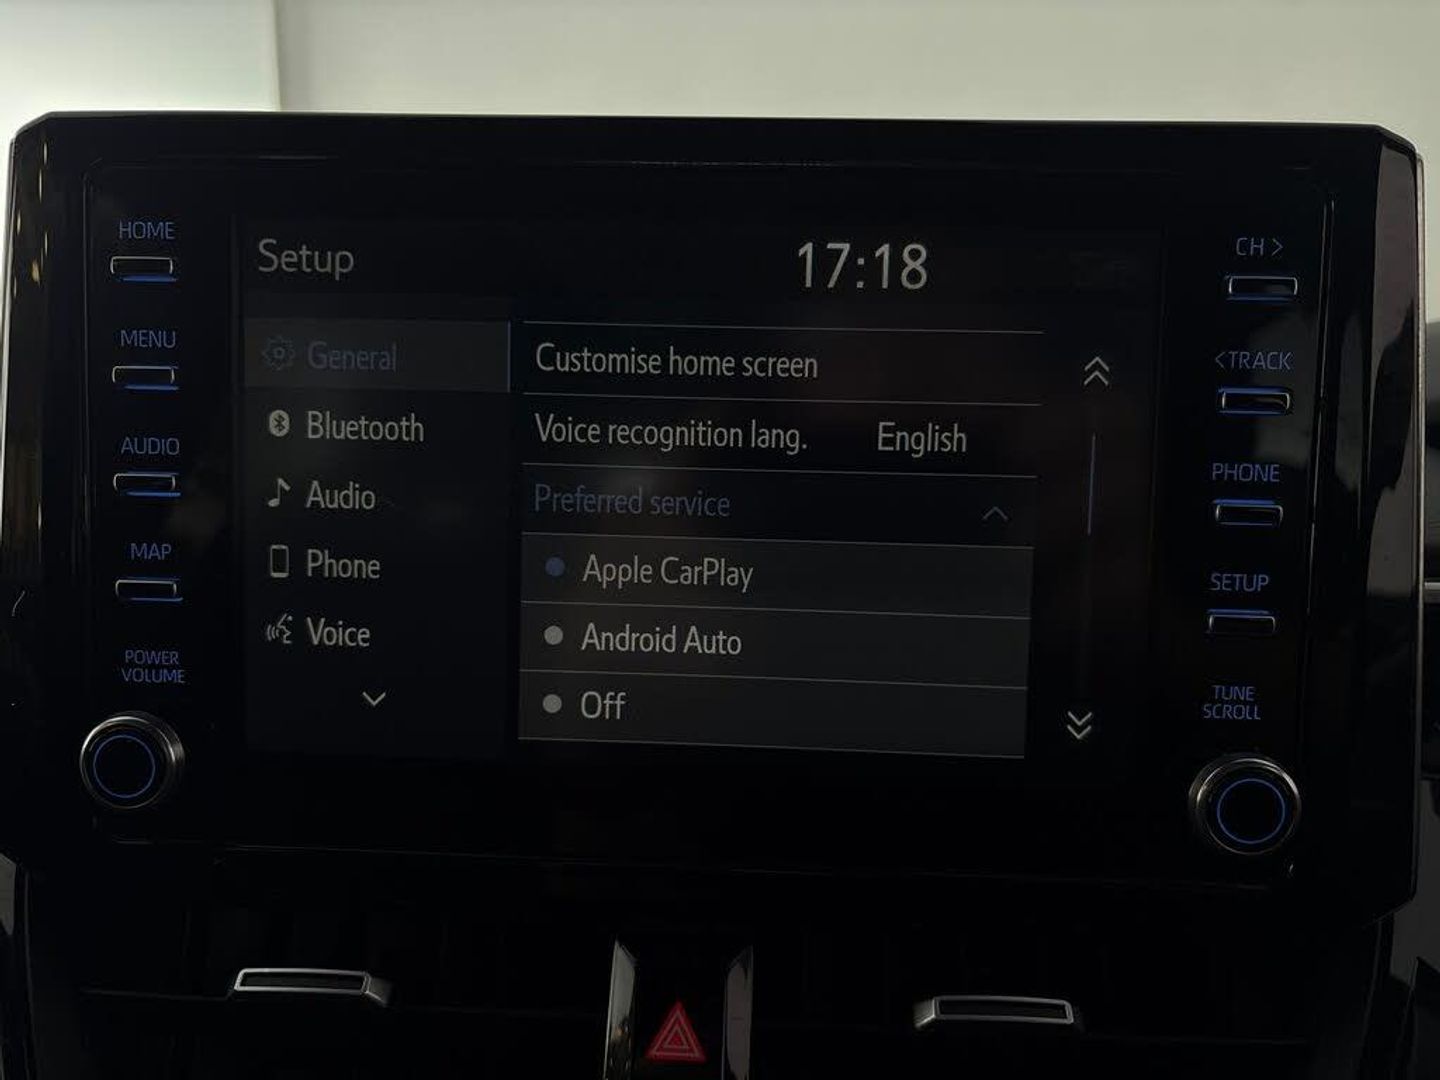 HOME
MENU
AUDIO
MAP
POWER
VOLUME
Setup
17:18
General
Bluetooth
Audio
Phone
Voice
Customise home screen
Voice recognition lang. English
Preferred service
Apple CarPlay
Android Auto
Off
CH >
<TRACK
PHONE
SETUP
TUNE
SCROLL